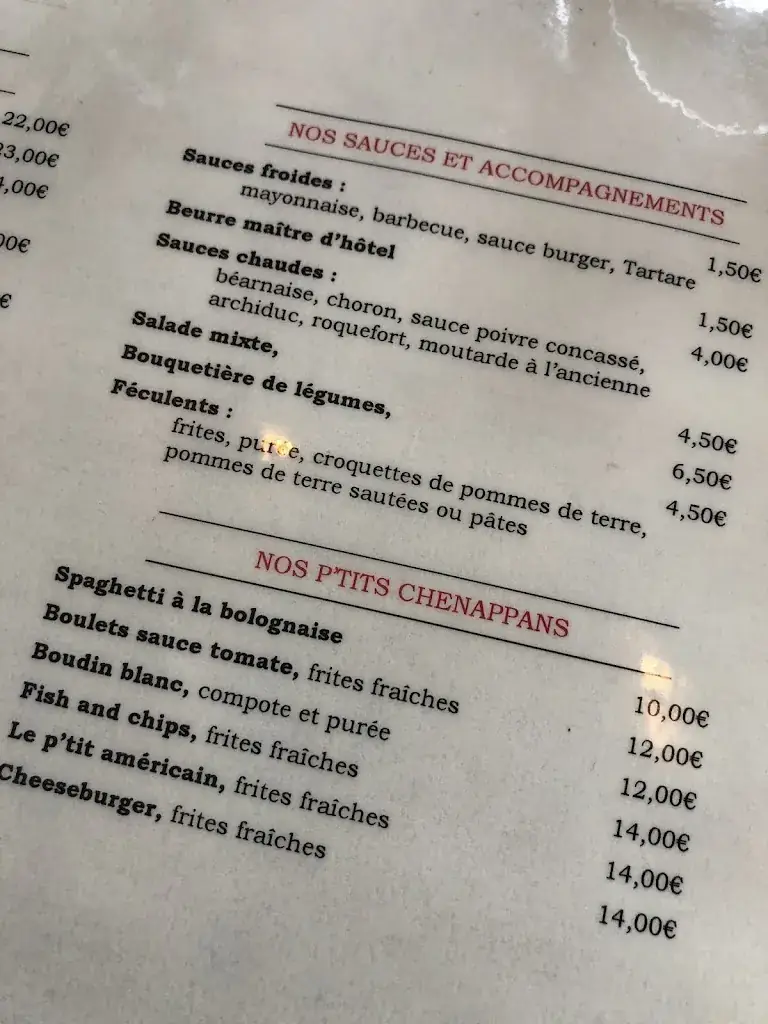 22,00€
3,00€
,00€
00€
€
NOS SAUCES ET ACCOMPAGNEMENTS
Sauces froides : 1,50€
mayonnaise, barbecue, sauce burger, Tartare
Beurre maître d'hôtel 1,50€
Sauces chaudes : 4,00€
béarnaise, choron, sauce poivre concassé,
archiduc, roquefort, moutarde à l'ancienne
Salade mixte, 4,50€
Bouquetière de légumes, 6,50€
Féculents : 4,50€
frites, purée, croquettes de pommes de terre,
pommes de terre sautées ou pâtes
NOS P'TITS CHENAPPANS
Spaghetti à la bolognaise 10,00€
Boulets sauce tomate, frites fraîches 12,00€
Boudin blanc, compote et purée 12,00€
Fish and chips, frites fraîches 14,00€
Le p'tit américain, frites fraîches 14,00€
Cheeseburger, frites fraîches 14,00€